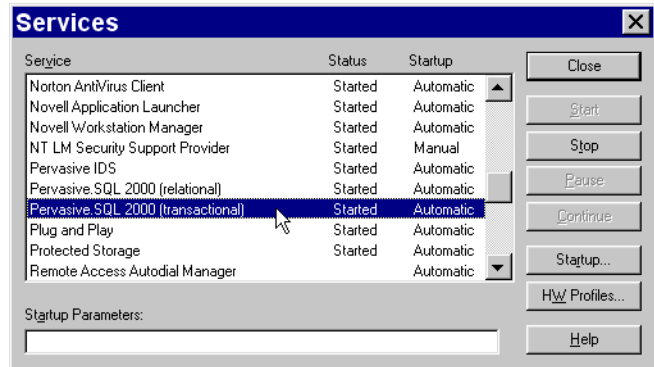 Services
Service Status Startup
Norton AntiVirus Client Started Automatic
Novell Application Launcher Started Automatic
Novell Workstation Manager Started Automatic
NT LM Security Support Provider Started Manual
Pervasive IDS Started Automatic
Pervasive.SQL 2000 (relational) Started Automatic
Pervasive.SQL 2000 (transactional) Started Automatic
Plug and Play Started Automatic
Protected Storage Started Automatic
Remote Access Autodial Manager Automatic
Startup Parameters:
Close
Start
Stop
Pause
Continue
Startup...
HW Profiles...
Help